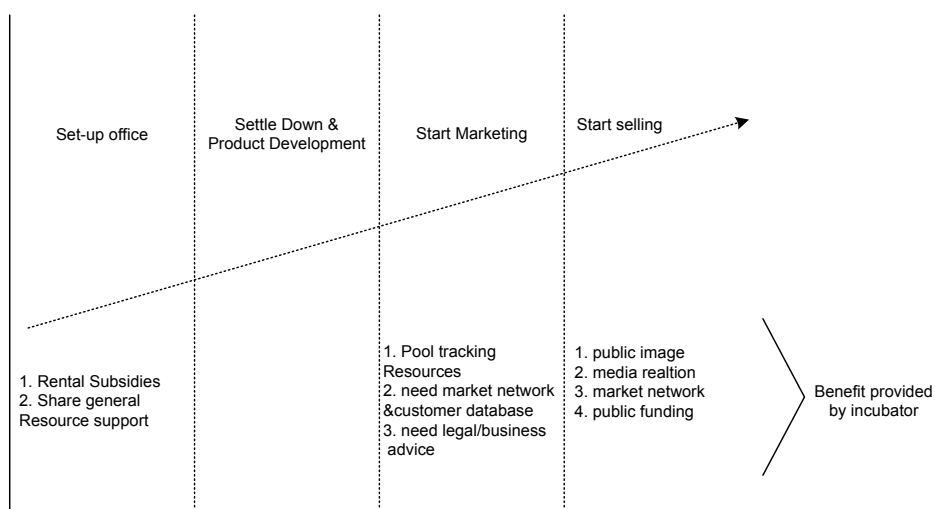 Set-up office
Settle Down &
Product Development
Start Marketing
Start selling
1. Rental Subsidies
2. Share general
Resource support
1. Pool tracking
Resources
2. need market network
&customer database
3. need legal/business
advice
1. public image
2. media realtion
3. market network
4. public funding
Benefit provided
by incubator